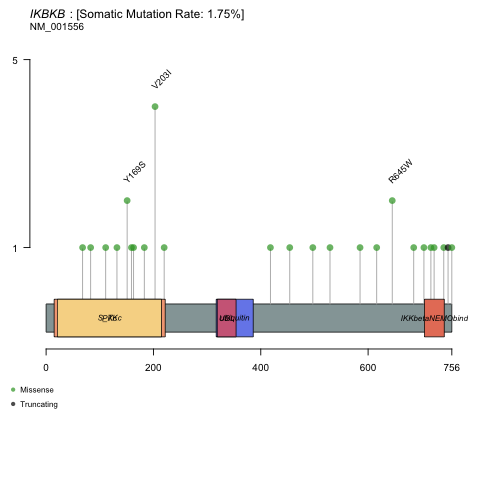 IKBKB : [Somatic Mutation Rate: 1.75%]
NM_001556
5
V203I
Y169S
R645W
1
IKKbetaNEMObind
0
200
400
600
756
Missense
Truncating